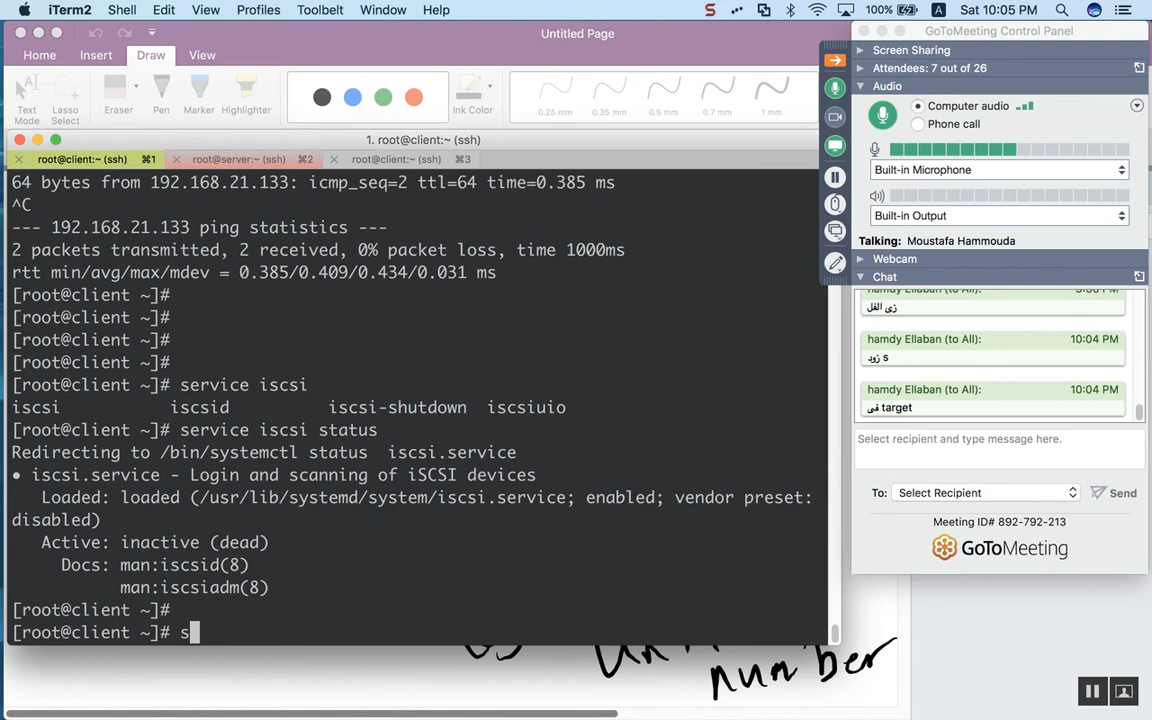 iTerm2 Shell Edit View Profiles Toolbelt Window Help 100% A Sat 10:05 PM
Untitled Page
Home Insert Draw View
Text Mode
Lasso Select
Eraser
Pen
Marker
Highlighter
Ink Color
0.25 mm
0.35 mm
0.5 mm
0.7 mm
1 mm
1. root@client:~ (ssh)
root@client:~ (ssh) ⌘1 root@server:~ (ssh) ⌘2 root@client:~ (ssh) ⌘3
64 bytes from 192.168.21.133: icmp_seq=2 ttl=64 time=0.385 ms
^C
--- 192.168.21.133 ping statistics ---
2 packets transmitted, 2 received, 0% packet loss, time 1000ms
rtt min/avg/max/mdev = 0.385/0.409/0.434/0.031 ms
[root@client ~]#
[root@client ~]#
[root@client ~]#
[root@client ~]#
[root@client ~]# service iscsi
iscsi iscsid iscsi-shutdown iscsiuio
[root@client ~]# service iscsi status
Redirecting to /bin/systemctl status iscsi.service
● iscsi.service - Login and scanning of iSCSI devices
Loaded: loaded (/usr/lib/systemd/system/iscsi.service; enabled; vendor preset:
disabled)
Active: inactive (dead)
Docs: man:iscsid(8)
man:iscsiadm(8)
[root@client ~]#
[root@client ~]# s
number
GoToMeeting Control Panel
Screen Sharing
Attendees: 7 out of 26
Audio
Computer audio
Phone call
Built-in Microphone
Built-in Output
Talking: Moustafa Hammouda
Webcam
Chat
hamdy Ellaban (to All):
زى الفل
hamdy Ellaban (to All): 10:04 PM
زود s
hamdy Ellaban (to All): 10:04 PM
فى target
Select recipient and type message here.
To: Select Recipient Send
Meeting ID# 892-792-213
GoToMeeting